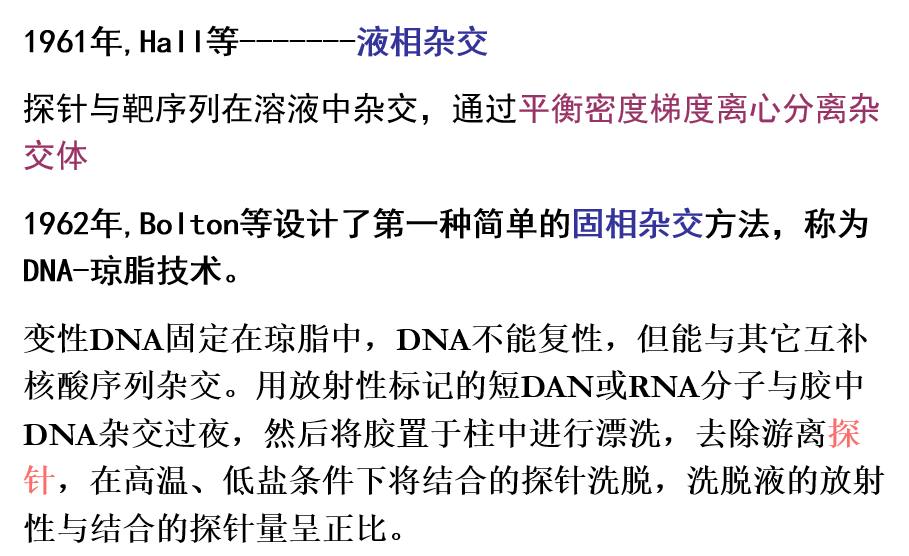 1961年,Hall等-------液相杂交
探针与靶序列在溶液中杂交，通过平衡密度梯度离心分离杂
交体
1962年,Bolton等设计了第一种简单的固相杂交方法，称为
DNA-琼脂技术。
变性DNA固定在琼脂中，DNA不能复性，但能与其它互补
核酸序列杂交。用放射性标记的短DAN或RNA分子与胶中
DNA杂交过夜，然后将胶置于柱中进行漂洗，去除游离探
针，在高温、低盐条件下将结合的探针洗脱，洗脱液的放射
性与结合的探针量呈正比。